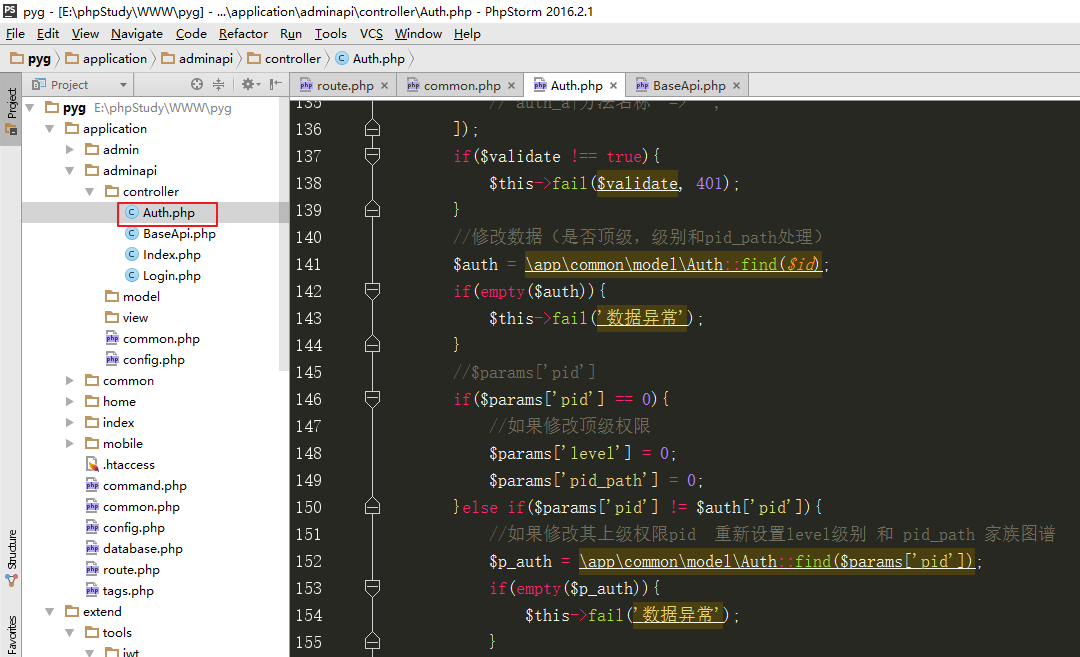 pyg - [E:\phpStudy\WWW\pyg] - ...\application\adminapi\controller\Auth.php - PhpStorm 2016.2.1
File Edit View Navigate Code Refactor Run Tools VCS Window Help
pyg application adminapi controller Auth.php
Project
route.php × common.php × Auth.php × BaseApi.php ×
Project
pyg E:\phpStudy\WWW\pyg
application
admin
adminapi
controller
Auth.php
BaseApi.php
Index.php
Login.php
model
view
common.php
config.php
common
home
index
mobile
.htaccess
command.php
common.php
config.php
database.php
route.php
tags.php
extend
tools
jwt
Structure
Favorites
135
136 ]);
137 if($validate !== true){
138 $this->fail($validate, 401);
139 }
140 //修改数据（是否顶级，级别和pid_path处理）
141 $auth = \app\common\model\Auth::find($id);
142 if(empty($auth)){
143 $this->fail('数据异常');
144 }
145 //$params['pid']
146 if($params['pid'] == 0){
147 //如果修改顶级权限
148 $params['level'] = 0;
149 $params['pid_path'] = 0;
150 }else if($params['pid'] != $auth['pid']){
151 //如果修改其上级权限pid 重新设置level级别 和 pid_path 家族图谱
152 $p_auth = \app\common\model\Auth::find($params['pid']);
153 if(empty($p_auth)){
154 $this->fail('数据异常');
155 }